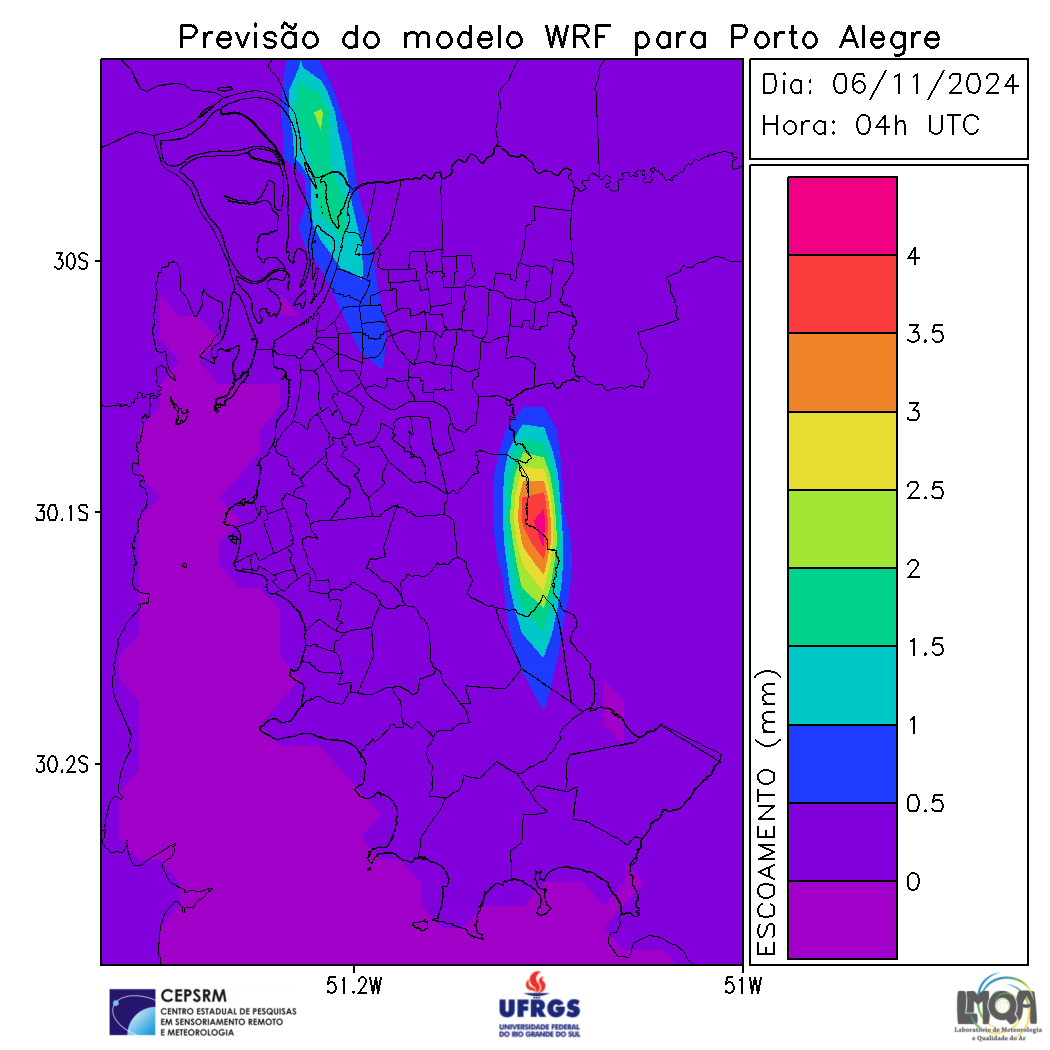 Previsão do modelo WRF para Porto Alegre
Dia: 06/11/2024
Hora: 04h UTC
30S
30.1S
30.2S
51.2W
51W
ESCOAMENTO (mm)
4
3.5
3
2.5
2
1.5
1
0.5
0
CEPSRM
CENTRO ESTADUAL DE PESQUISAS
EM SENSORIAMENTO REMOTO
E METEOROLOGIA
UFRGS
UNIVERSIDADE FEDERAL
DO RIO GRANDE DO SUL
LMQA
Laboratório de Meteorologia
e Qualidade do Ar